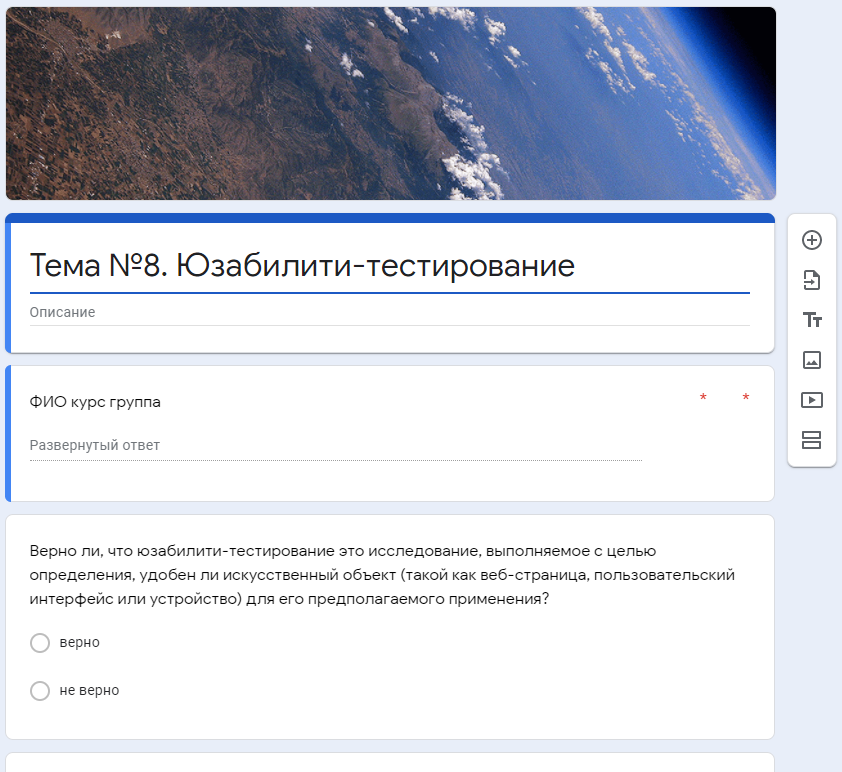 Тема №8. Юзабилити-тестирование
Описание
ФИО курс группа
* *
Развернутый ответ
Верно ли, что юзабилити-тестирование это исследование, выполняемое с целью
определения, удобен ли искусственный объект (такой как веб-страница, пользовательский
интерфейс или устройство) для его предполагаемого применения?
верно
не верно